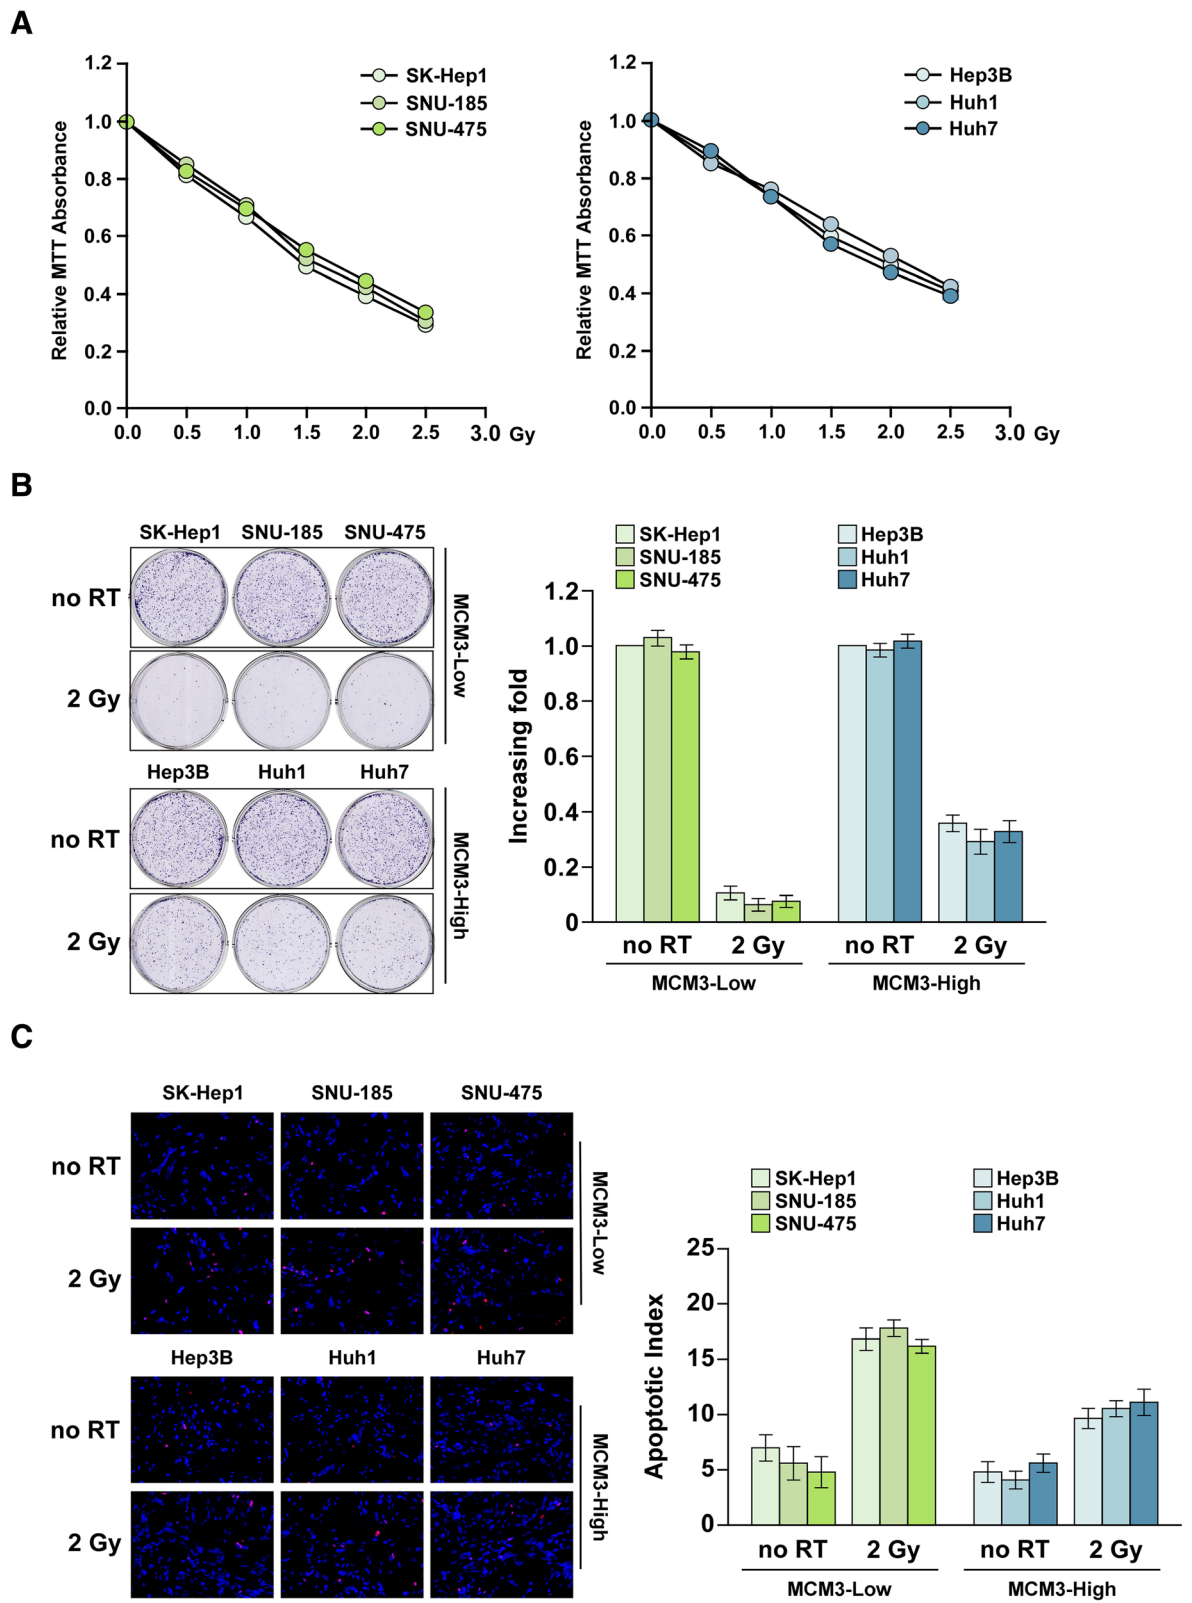 A
Relative MTT Absorbance
1.2
1.0
0.8
0.6
0.4
0.2
0.0
0.0 0.5 1.0 1.5 2.0 2.5 3.0 Gy
SK-Hep1
SNU-185
SNU-475
Relative MTT Absorbance
1.2
1.0
0.8
0.6
0.4
0.2
0.0
0.0 0.5 1.0 1.5 2.0 2.5 3.0 Gy
Hep3B
Huh1
Huh7
B
SK-Hep1 SNU-185 SNU-475
no RT
2 Gy
MCM3-Low
Hep3B Huh1 Huh7
no RT
2 Gy
MCM3-High
SK-Hep1
SNU-185
SNU-475
Hep3B
Huh1
Huh7
Increasing fold
1.2
1.0
0.8
0.6
0.4
0.2
0
no RT 2 Gy no RT 2 Gy
MCM3-Low MCM3-High
C
SK-Hep1 SNU-185 SNU-475
no RT
2 Gy
MCM3-Low
Hep3B Huh1 Huh7
no RT
2 Gy
MCM3-High
SK-Hep1
SNU-185
SNU-475
Hep3B
Huh1
Huh7
Apoptotic Index
25
20
15
10
5
0
no RT 2 Gy no RT 2 Gy
MCM3-Low MCM3-High